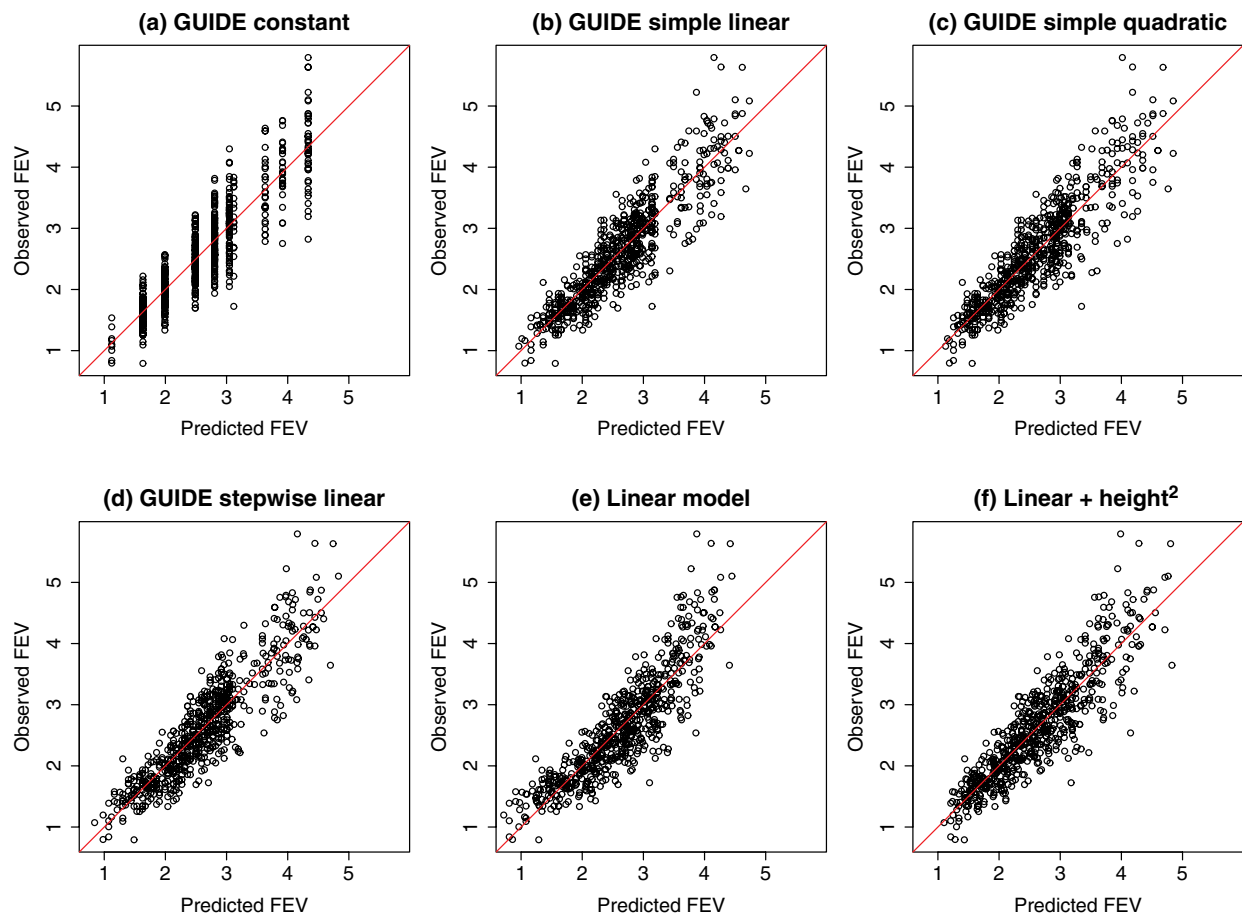 (a) GUIDE constant
Observed FEV
5
4
3
2
1
1 2 3 4 5
Predicted FEV
(b) GUIDE simple linear
Observed FEV
5
4
3
2
1
1 2 3 4 5
Predicted FEV
(c) GUIDE simple quadratic
Observed FEV
5
4
3
2
1
1 2 3 4 5
Predicted FEV
(d) GUIDE stepwise linear
Observed FEV
5
4
3
2
1
1 2 3 4 5
Predicted FEV
(e) Linear model
Observed FEV
5
4
3
2
1
1 2 3 4 5
Predicted FEV
(f) Linear + height²
Observed FEV
5
4
3
2
1
1 2 3 4 5
Predicted FEV